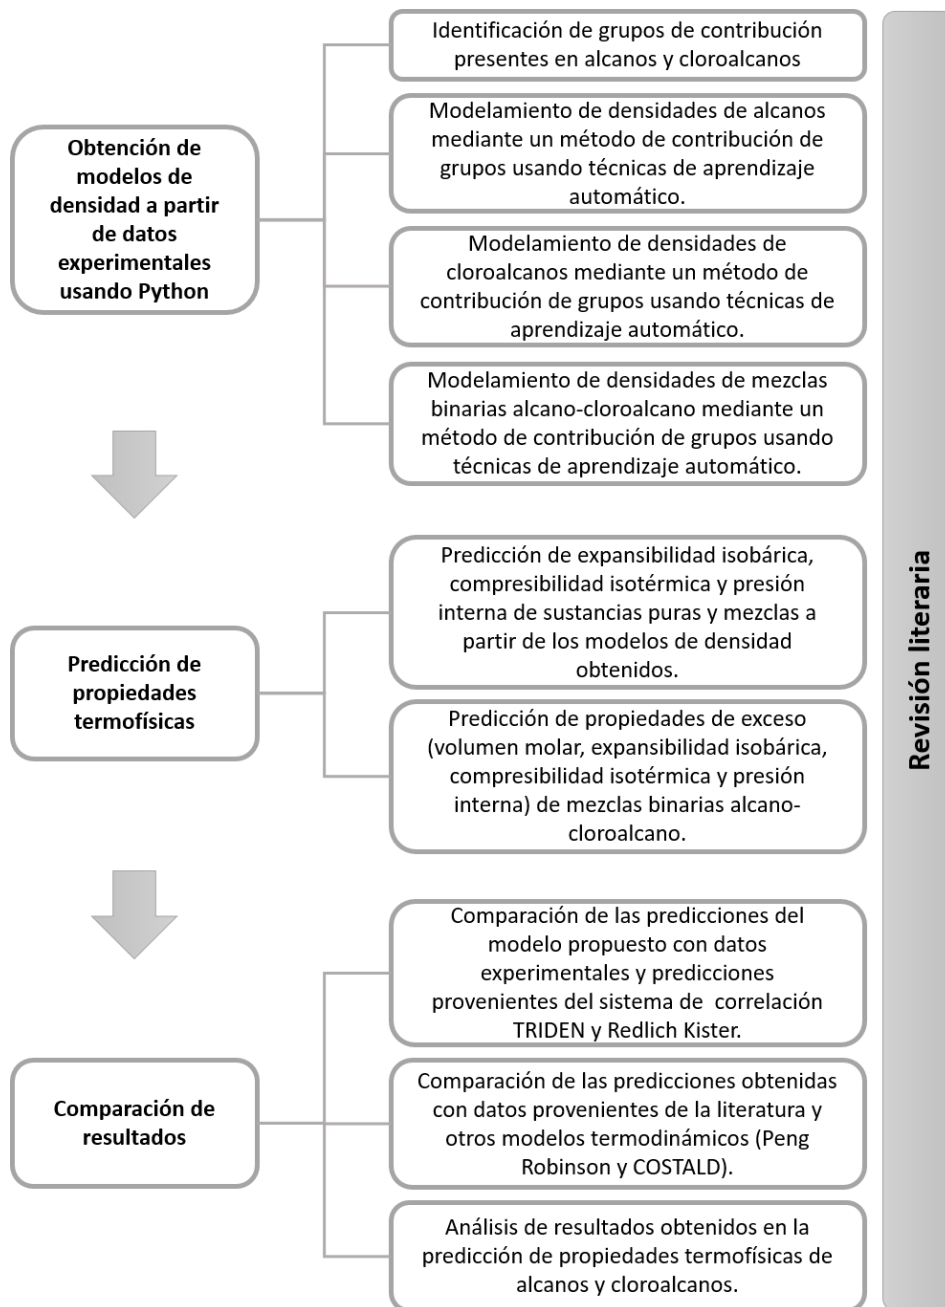 Identificación de grupos de contribución
presentes en alcanos y cloroalcanos
Obtención de
modelos de
densidad a partir
de datos
experimentales
usando Python
Modelamiento de densidades de alcanos
mediante un método de contribución de
grupos usando técnicas de aprendizaje
automático.
Modelamiento de densidades de
cloroalcanos mediante un método de
contribución de grupos usando técnicas de
aprendizaje automático.
Modelamiento de densidades de mezclas
binarias alcano-cloroalcano mediante un
método de contribución de grupos usando
técnicas de aprendizaje automático.
Predicción de
propiedades
termofísicas
Predicción de expansibilidad isobárica,
compresibilidad isotérmica y presión
interna de sustancias puras y mezclas a
partir de los modelos de densidad
obtenidos.
Predicción de propiedades de exceso
(volumen molar, expansibilidad isobárica,
compresibilidad isotérmica y presión
interna) de mezclas binarias alcano-
cloroalcano.
Comparación de
resultados
Comparación de las predicciones del
modelo propuesto con datos
experimentales y predicciones
provenientes del sistema de correlación
TRIDEN y Redlich Kister.
Comparación de las predicciones obtenidas
con datos provenientes de la literatura y
otros modelos termodinámicos (Peng
Robinson y COSTALD).
Análisis de resultados obtenidos en la
predicción de propiedades termofísicas de
alcanos y cloroalcanos.
Revisión literaria